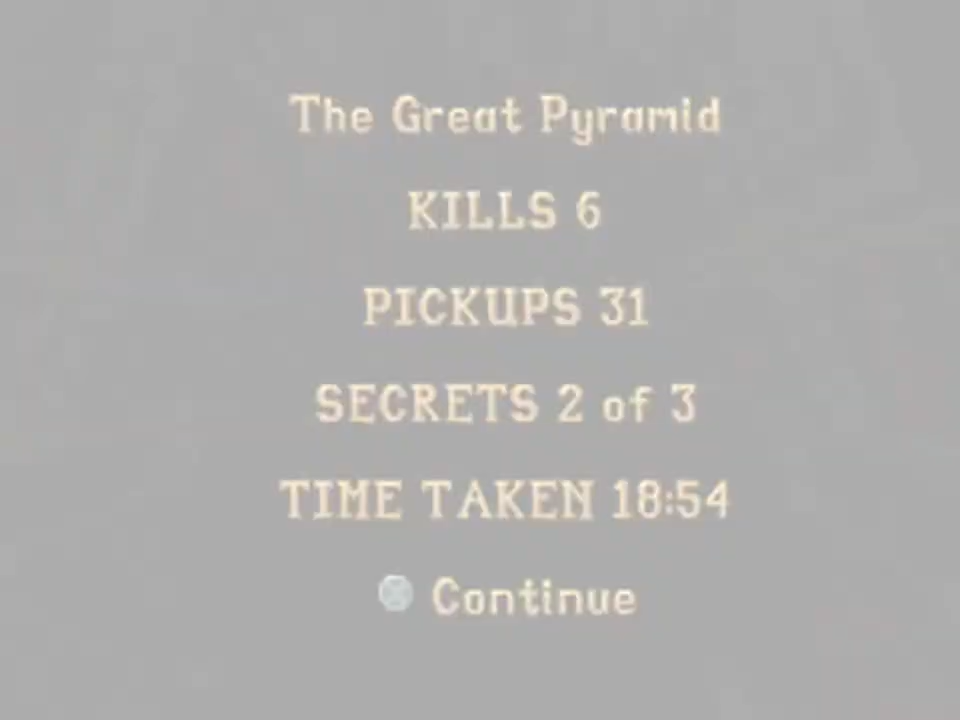 The Great Pyramid
KILLS 6
PICKUPS 31
SECRETS 2 of 3
TIME TAKEN 18:54
Continue